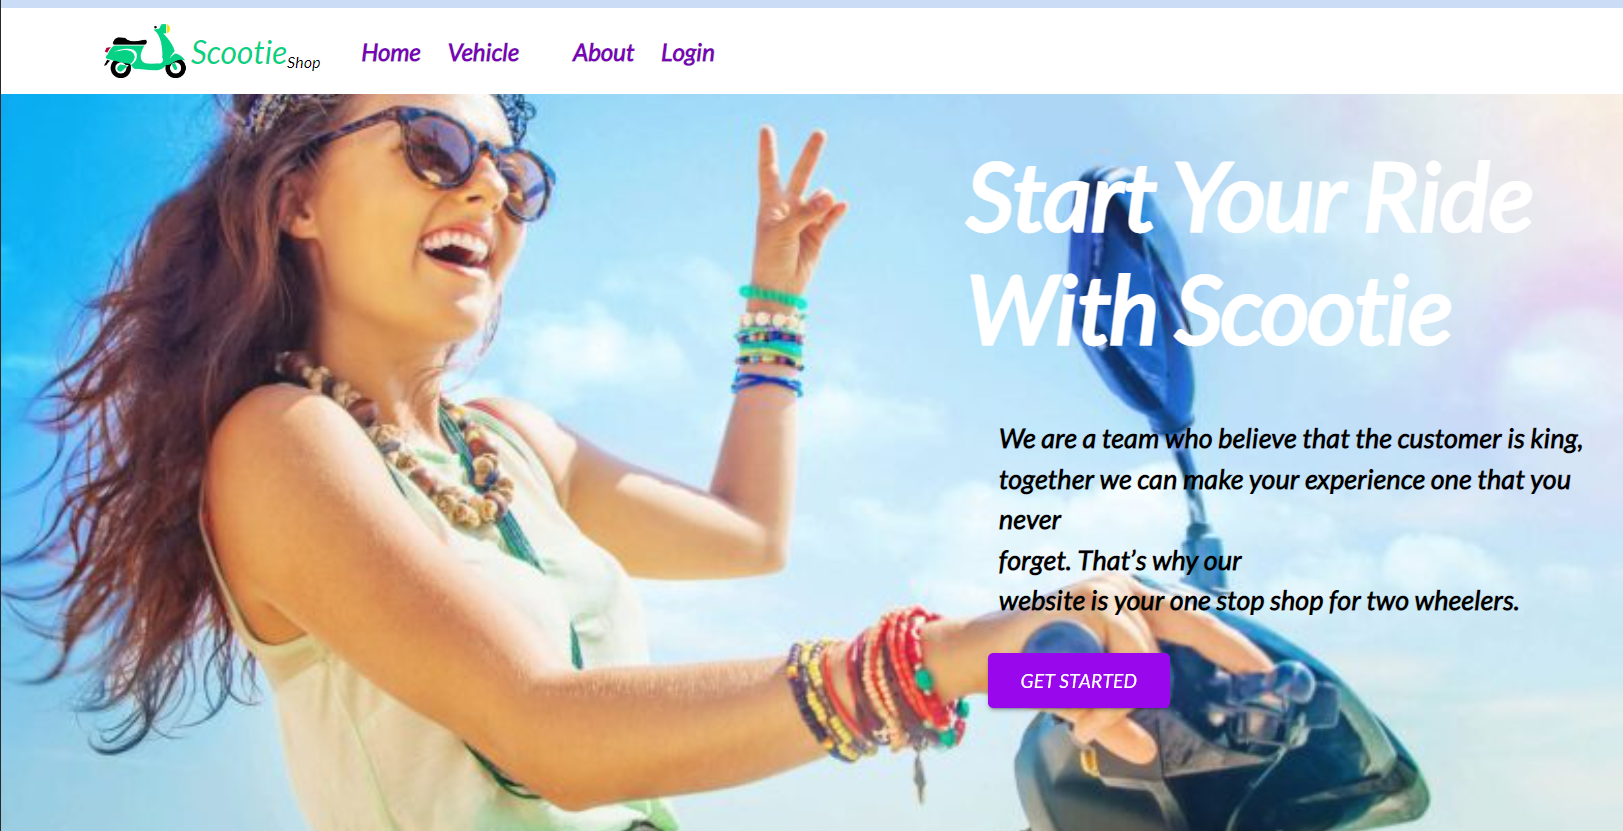 Scootie Shop Home Vehicle About Login
Start Your Ride
With Scootie
We are a team who believe that the customer is king,
together we can make your experience one that you
never
forget. That’s why our
website is your one stop shop for two wheelers.
GET STARTED